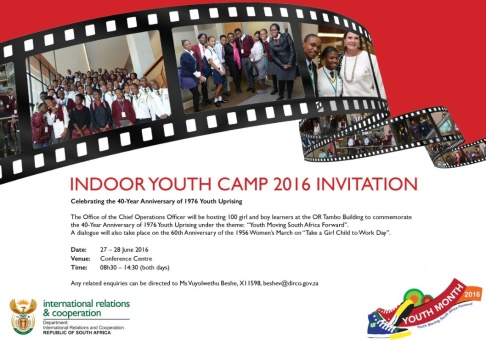 INDOOR YOUTH CAMP 2016 INVITATION
Celebrating the 40-Year Anniversary of 1976 Youth Uprising
The Office of the Chief Operations Officer will be hosting 100 girl and boy learners at the OR Tambo Building to commemorate
the 40-Year Anniversary of 1976 Youth Uprising under the theme: "Youth Moving South Africa Forward".
A dialogue will also take place on the 60th Anniversary of the 1956 Women's March on "Take a Girl Child to Work Day".
Date: 27 – 28 June 2016
Venue: Conference Centre
Time: 08h30 – 14:30 (both days)
Any related enquiries can be directed to Ms Vuyolwethu Beshe, X11598, beshev@dirco.gov.za
international relations
& cooperation
Department:
International Relations and Cooperation
REPUBLIC OF SOUTH AFRICA
YOUTH MONTH
2016
Youth Moving South Africa Forward